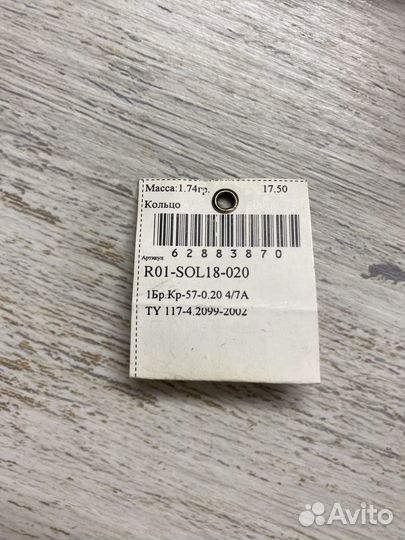 Масса:1.74гр. 17.50
Кольцо
62883870
Артикул: R01-SOL18-020
1Бр.Кр-57-0.20 4/7А
ТУ 117-4.2099-2002
Avito